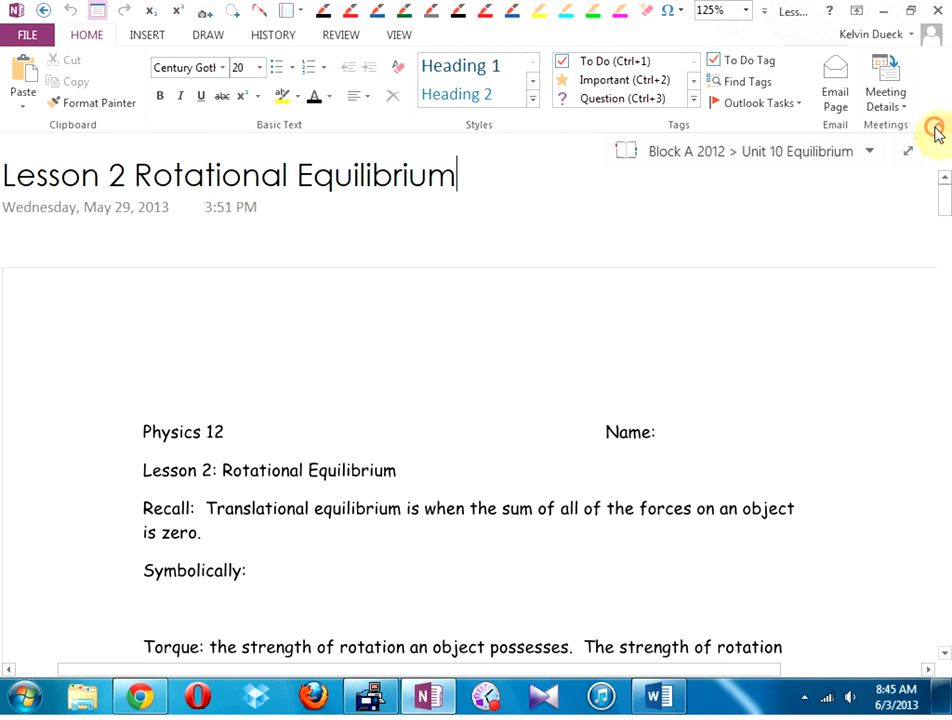 125% Less... ?
FILE HOME INSERT DRAW HISTORY REVIEW VIEW Kelvin Dueck
Paste Cut Copy Format Painter Clipboard
Century Gotl 20
B I U abc x² A
Basic Text
Heading 1
Heading 2
Styles
To Do (Ctrl+1)
Important (Ctrl+2)
Question (Ctrl+3)
To Do Tag
Find Tags
Outlook Tasks
Tags
Email Page
Email
Meeting Details
Meetings
Block A 2012 > Unit 10 Equilibrium
Lesson 2 Rotational Equilibrium
Wednesday, May 29, 2013 3:51 PM
Physics 12 Name:
Lesson 2: Rotational Equilibrium
Recall: Translational equilibrium is when the sum of all of the forces on an object
is zero.
Symbolically:
Torque: the strength of rotation an object possesses. The strength of rotation
8:45 AM
6/3/2013